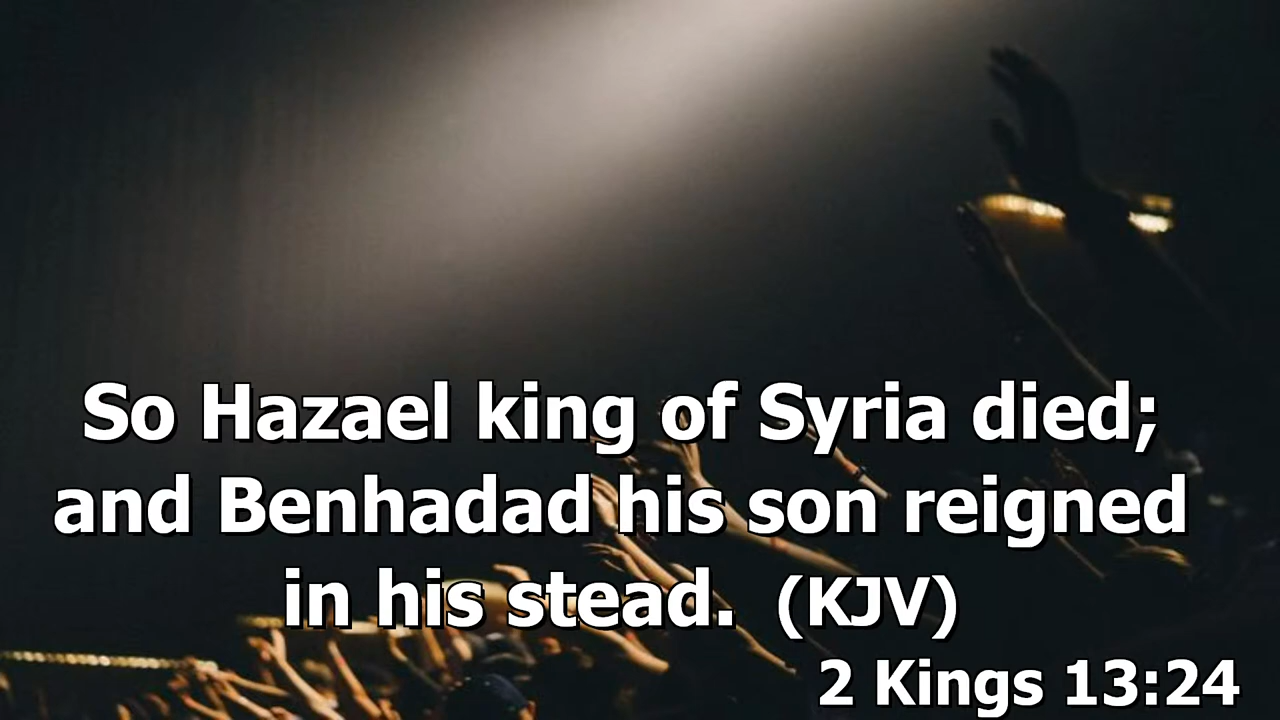 So Hazael king of Syria died;
and Benhadad his son reigned
in his stead. (KJV)
2 Kings 13:24